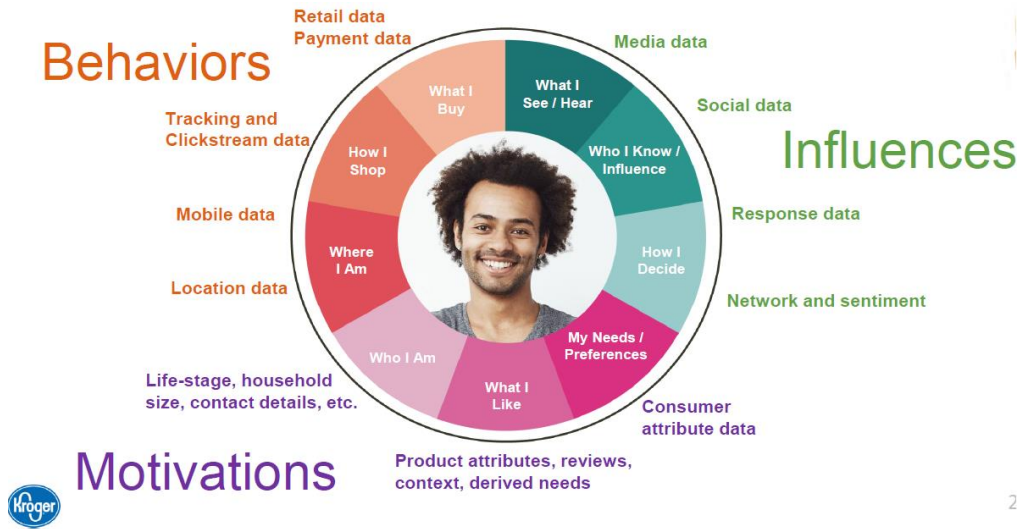 Behaviors
Retail data
Payment data
Tracking and
Clickstream data
Mobile data
Location data
What I
Buy
How I
Shop
Where
I Am
What I
See / Hear
Who I Know /
Influence
How I
Decide
Media data
Social data
Influences
Response data
Network and sentiment
Who I Am
What I
Like
My Needs /
Preferences
Life-stage, household
size, contact details, etc.
Motivations
Product attributes, reviews,
context, derived needs
Consumer
attribute data
Kroger
2